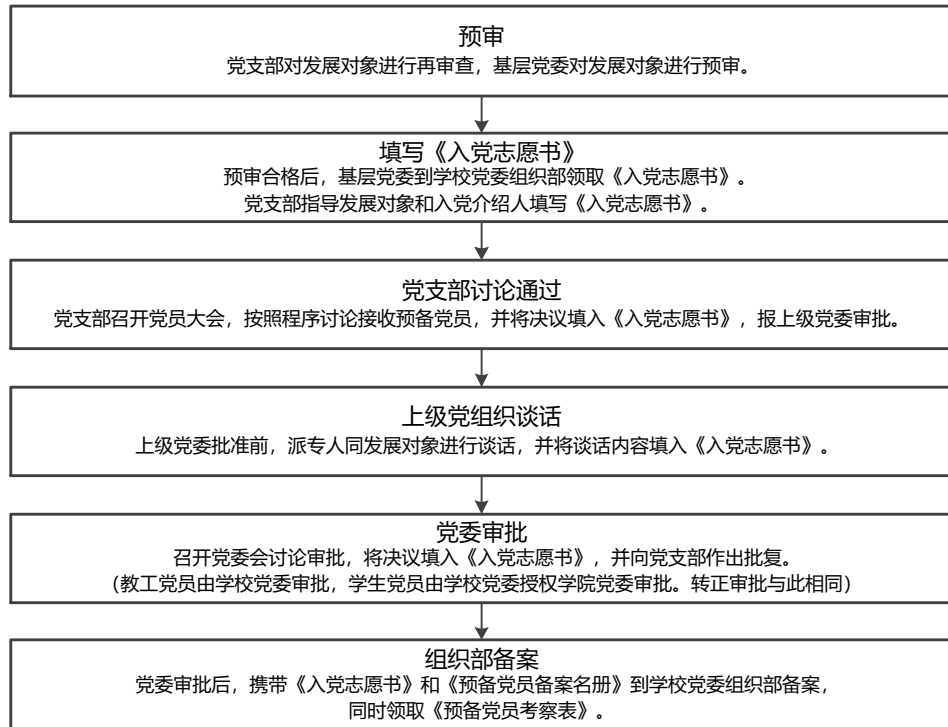 预审
党支部对发展对象进行再审查，基层党委对发展对象进行预审。
填写《入党志愿书》
预审合格后，基层党委到学校党委组织部领取《入党志愿书》。
党支部指导发展对象和入党介绍人填写《入党志愿书》。
党支部讨论通过
党支部召开党员大会，按照程序讨论接收预备党员，并将决议填入《入党志愿书》，报上级党委审批。
上级党组织谈话
上级党委批准前，派专人同发展对象进行谈话，并将谈话内容填入《入党志愿书》。
党委审批
召开党委会讨论审批，将决议填入《入党志愿书》，并向党支部作出批复。
（教工党员由学校党委审批，学生党员由学校党委授权学院党委审批。转正审批与此相同）
组织部备案
党委审批后，携带《入党志愿书》和《预备党员备案名册》到学校党委组织部备案，
同时领取《预备党员考察表》。